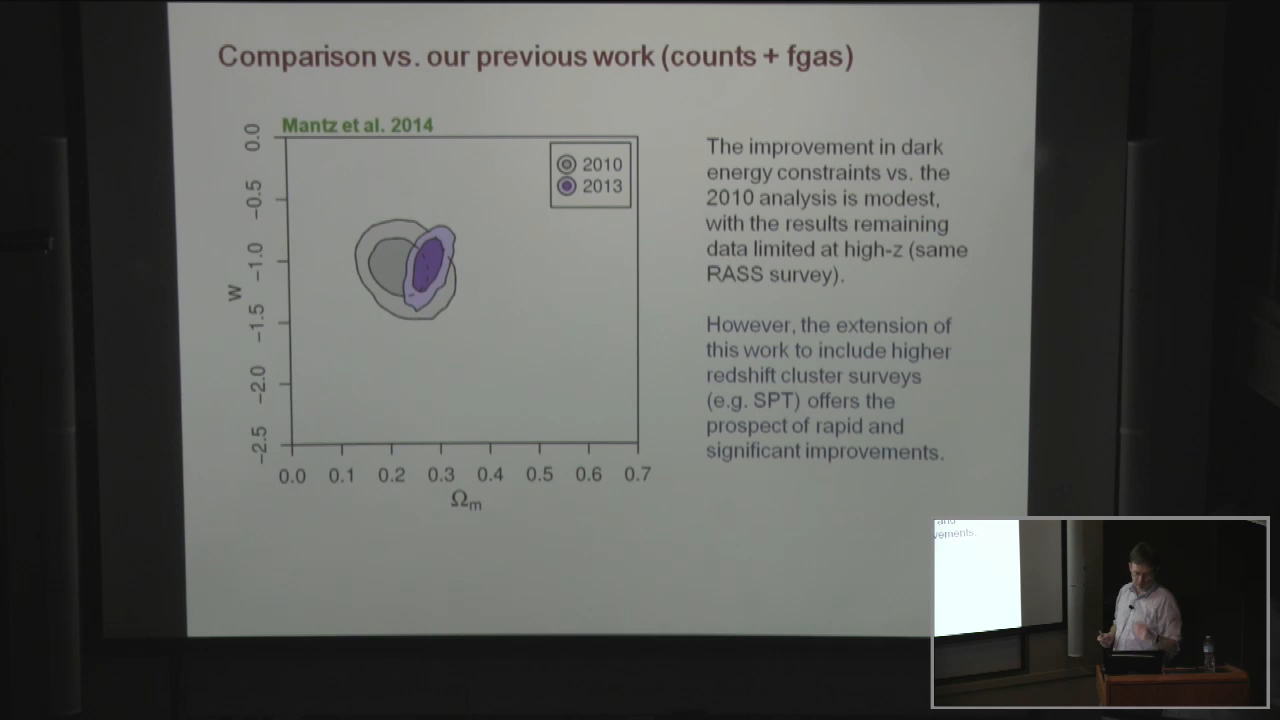 Comparison vs. our previous work (counts + fgas)
Mantz et al. 2014
2010
2013
0.0
−0.5
−1.0
−1.5
−2.0
−2.5
w
0.0 0.1 0.2 0.3 0.4 0.5 0.6 0.7
Ωm
The improvement in dark
energy constraints vs. the
2010 analysis is modest,
with the results remaining
data limited at high-z (same
RASS survey).
However, the extension of
this work to include higher
redshift cluster surveys
(e.g. SPT) offers the
prospect of rapid and
significant improvements.
and
vements.